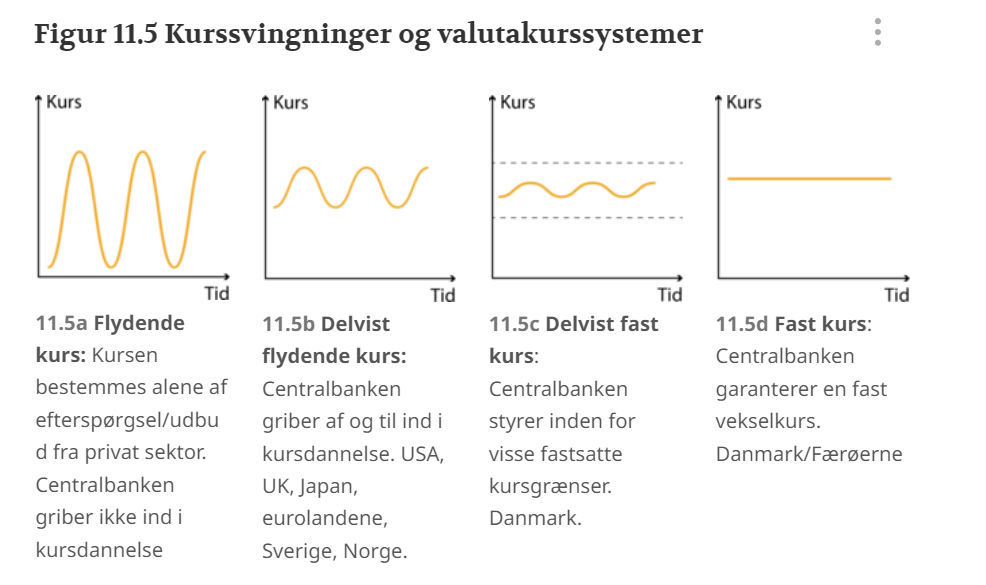 Figur 11.5 Kurssvingninger og valutakurssystemer
Kurs
Tid
Kurs
Tid
Kurs
Tid
Kurs
Tid
11.5a Flydende
kurs: Kursen
bestemmes alene af
efterspørgsel/udbu
d fra privat sektor.
Centralbanken
griber ikke ind i
kursdannelse
11.5b Delvist
flydende kurs:
Centralbanken
griber af og til ind i
kursdannelse. USA,
UK, Japan,
eurolandene,
Sverige, Norge.
11.5c Delvist fast
kurs:
Centralbanken
styrer inden for
visse fastsatte
kursgrænser.
Danmark.
11.5d Fast kurs:
Centralbanken
garanterer en fast
vekselkurs.
Danmark/Færøerne